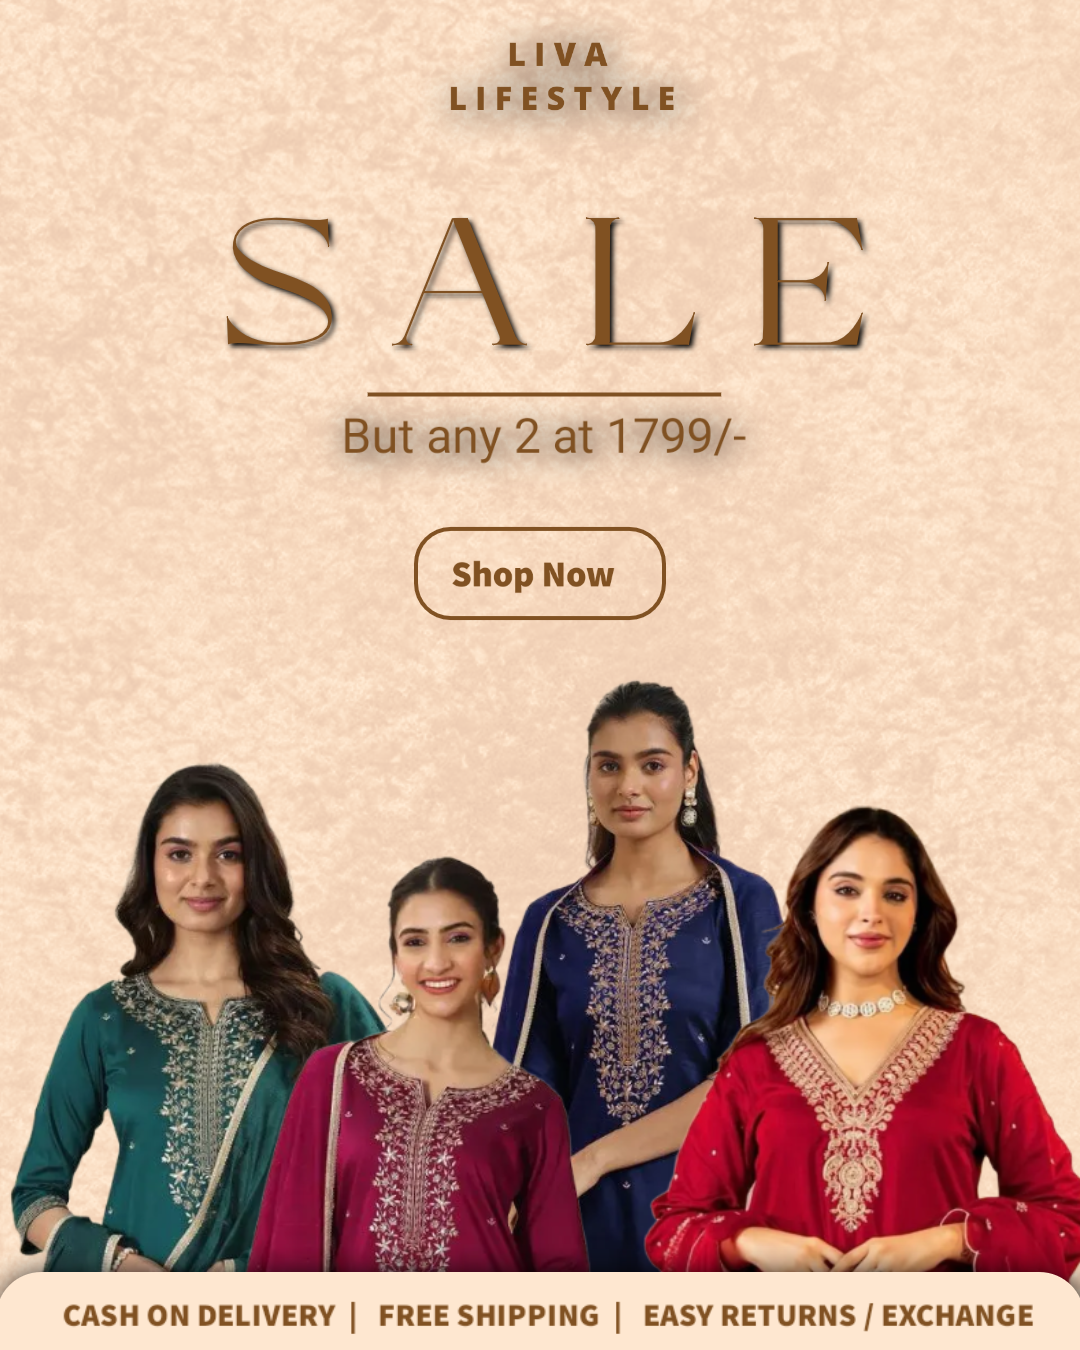 LIVA
LIFESTYLE
SALE
But any 2 at 1799/-
Shop Now
CASH ON DELIVERY | FREE SHIPPING | EASY RETURNS / EXCHANGE